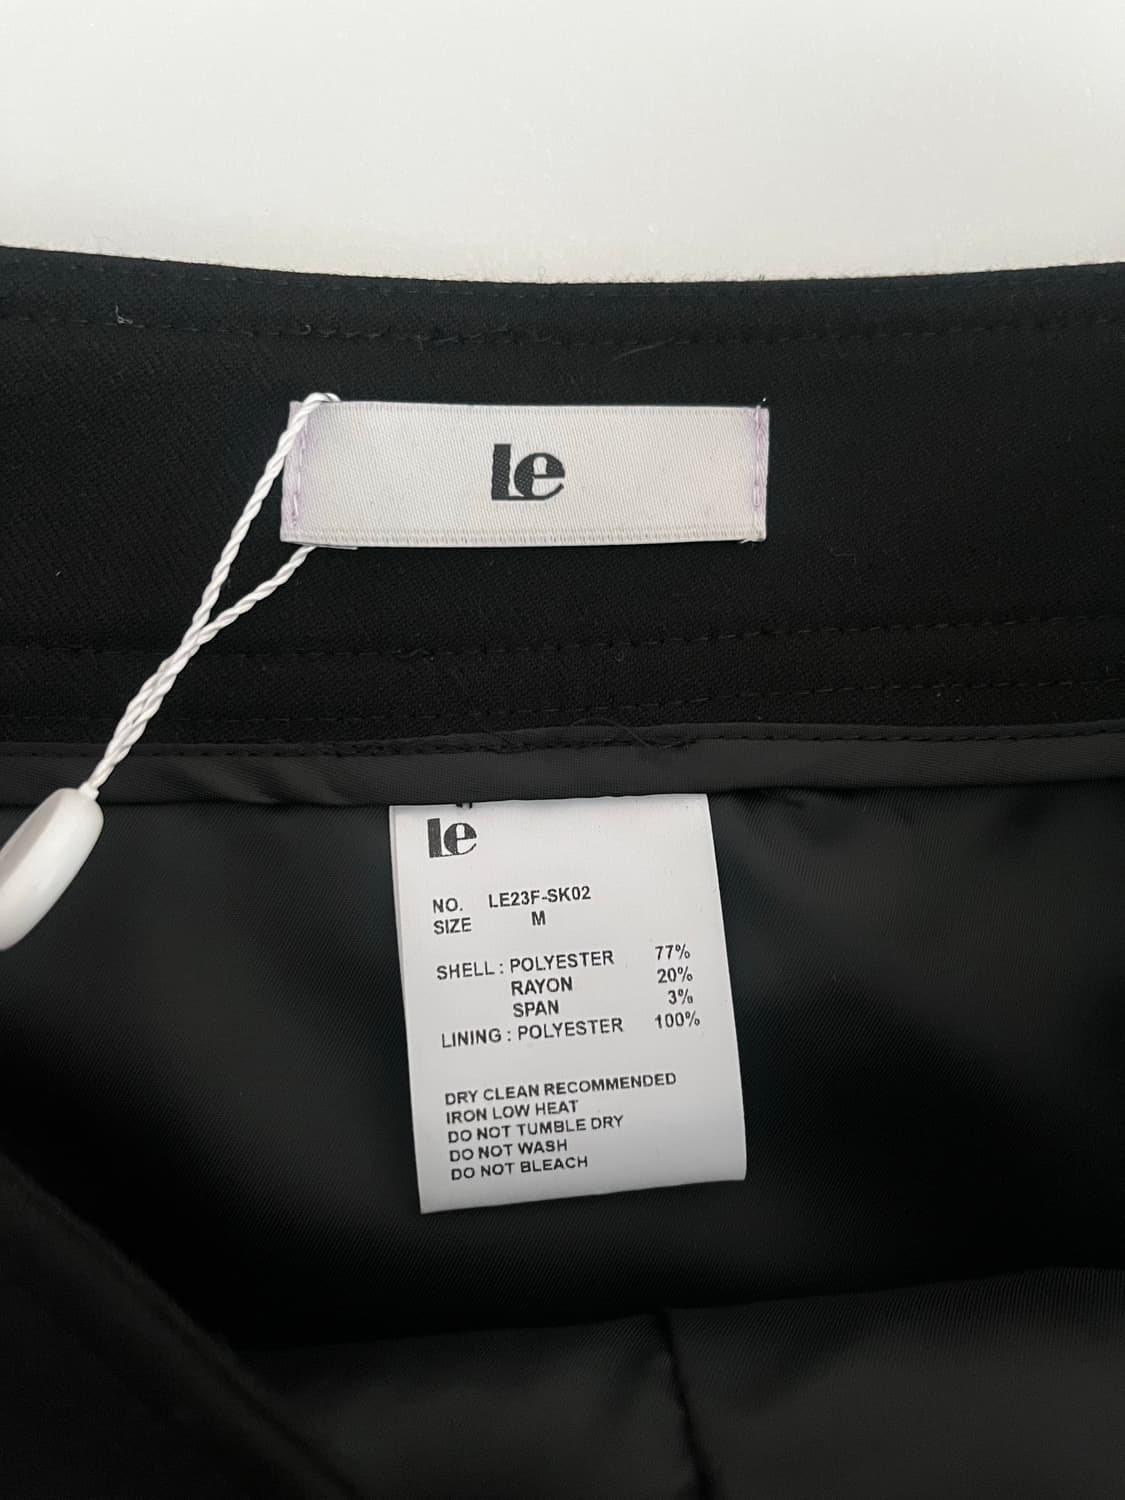 le
le
NO. LE23F-SK02
SIZE M
SHELL : POLYESTER 77%
RAYON 20%
SPAN 3%
LINING : POLYESTER 100%
DRY CLEAN RECOMMENDED
IRON LOW HEAT
DO NOT TUMBLE DRY
DO NOT WASH
DO NOT BLEACH